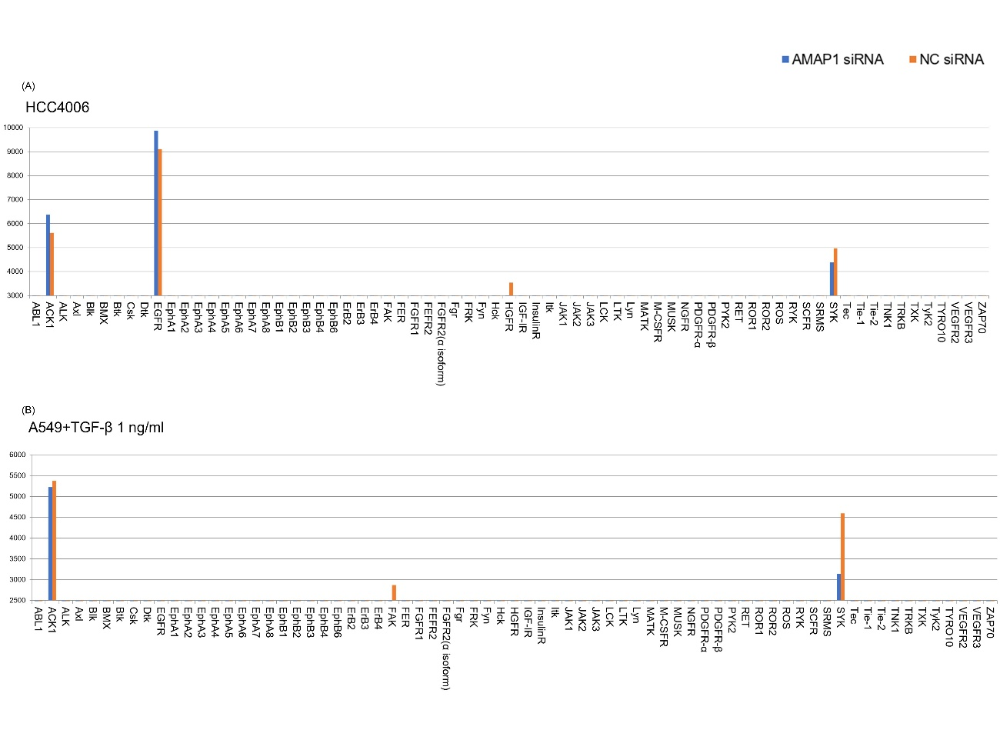 AMAP1 siRNA NC siRNA
(A)
HCC4006
10000
9000
8000
7000
6000
5000
4000
3000
ABL1 ACK1 ALK Axl Blk BMX Btk Csk Dtk EGFR EphA1 EphA2 EphA3 EphA4 EphA5 EphA6 EphA7 EphA8 EphB1 EphB2 EphB3 EphB4 EphB6 ErB2 ErB3 ErB4 FAK FER FGFR1 FEFR2 FGFR2(α isoform) Fgr FRK Fyn Hck HGFR IGF-IR InsulinR Itk JAK1 JAK2 JAK3 LCK LTK Lyn MATK M-CSFR MUSK NGFR PDGFR-α PDGFR-β PYK2 RET ROR1 ROR2 ROS RYK SCFR SRMS SYK Tec Tie-1 Tie-2 TNK1 TRKB TXK TyK2 TYRO10 VEGFR2 VEGFR3 ZAP70
(B)
A549+TGF-β 1 ng/ml
6000
5500
5000
4500
4000
3500
3000
2500
ABL1 ACK1 ALK Axl Blk BMX Btk Csk Dtk EGFR EphA1 EphA2 EphA3 EphA4 EphA5 EphA6 EphA7 EphA8 EphB1 EphB2 EphB3 EphB4 EphB6 ErB2 ErB3 ErB4 FAK FER FGFR1 FEFR2 FGFR2(α isoform) Fgr FRK Fyn Hck HGFR IGF-IR InsulinR Itk JAK1 JAK2 JAK3 LCK LTK Lyn MATK M-CSFR MUSK NGFR PDGFR-α PDGFR-β PYK2 RET ROR1 ROR2 ROS RYK SCFR SRMS SYK Tec Tie-1 Tie-2 TNK1 TRKB TXK TyK2 TYRO10 VEGFR2 VEGFR3 ZAP70